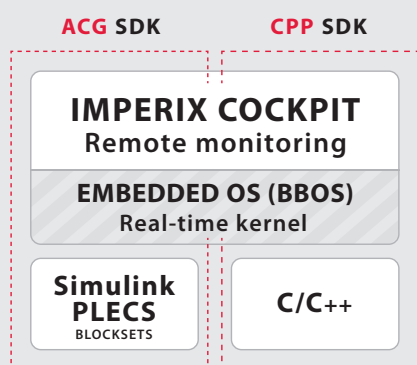 ACG SDK
CPP SDK
IMPERIX COCKPIT
Remote monitoring
EMBEDDED OS (BBOS)
Real-time kernel
Simulink
PLECS
BLOCKSETS
C/C++